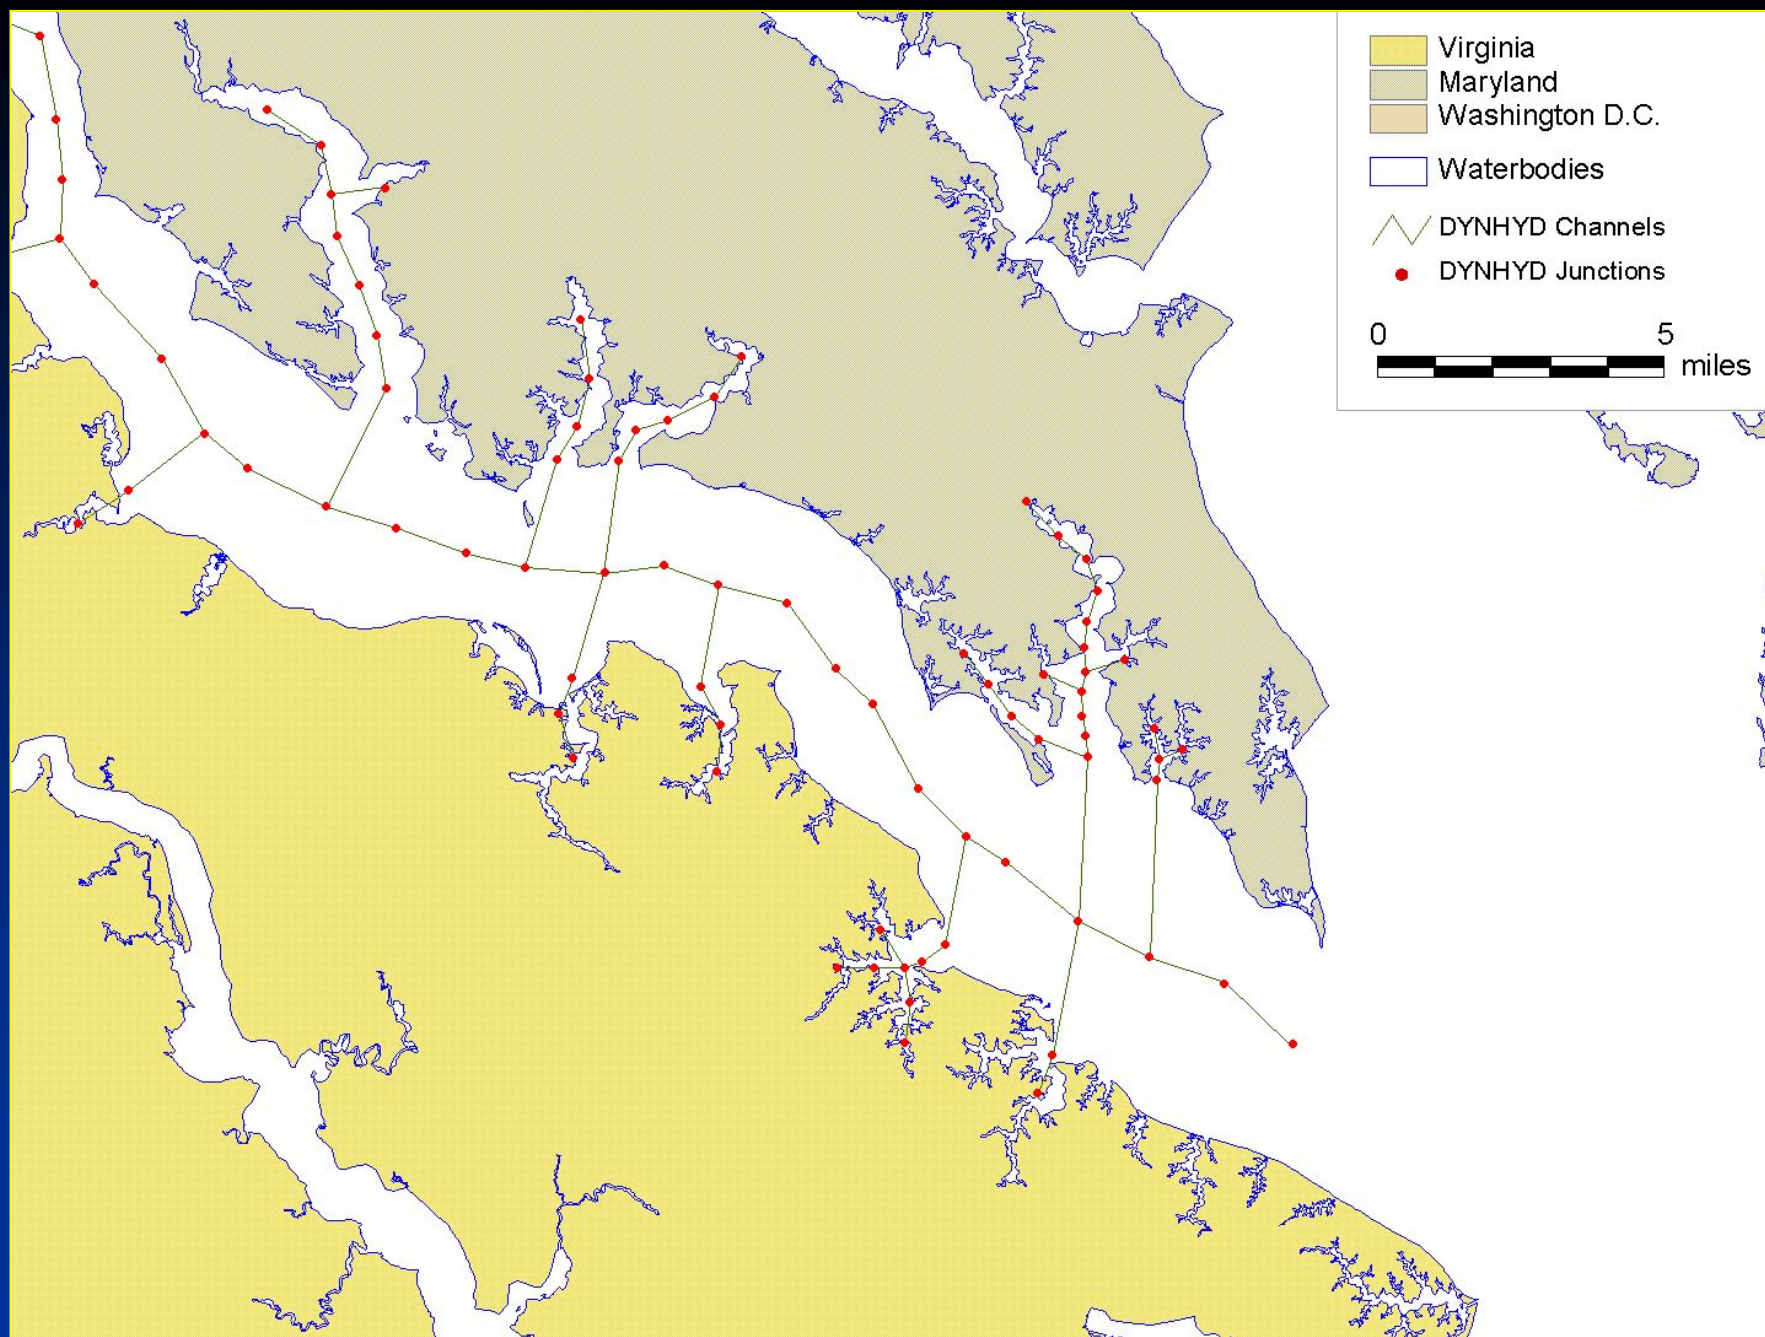 Virginia
Maryland
Washington D.C.
Waterbodies
DYNHYD Channels
DYNHYD Junctions
0 5
miles